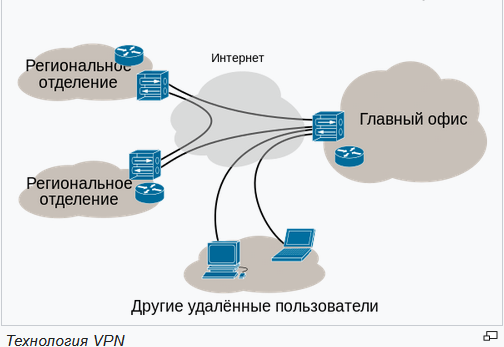 Интернет
Региональное
отделение
Главный офис
Региональное
отделение
Другие удалённые пользователи
Технология VPN